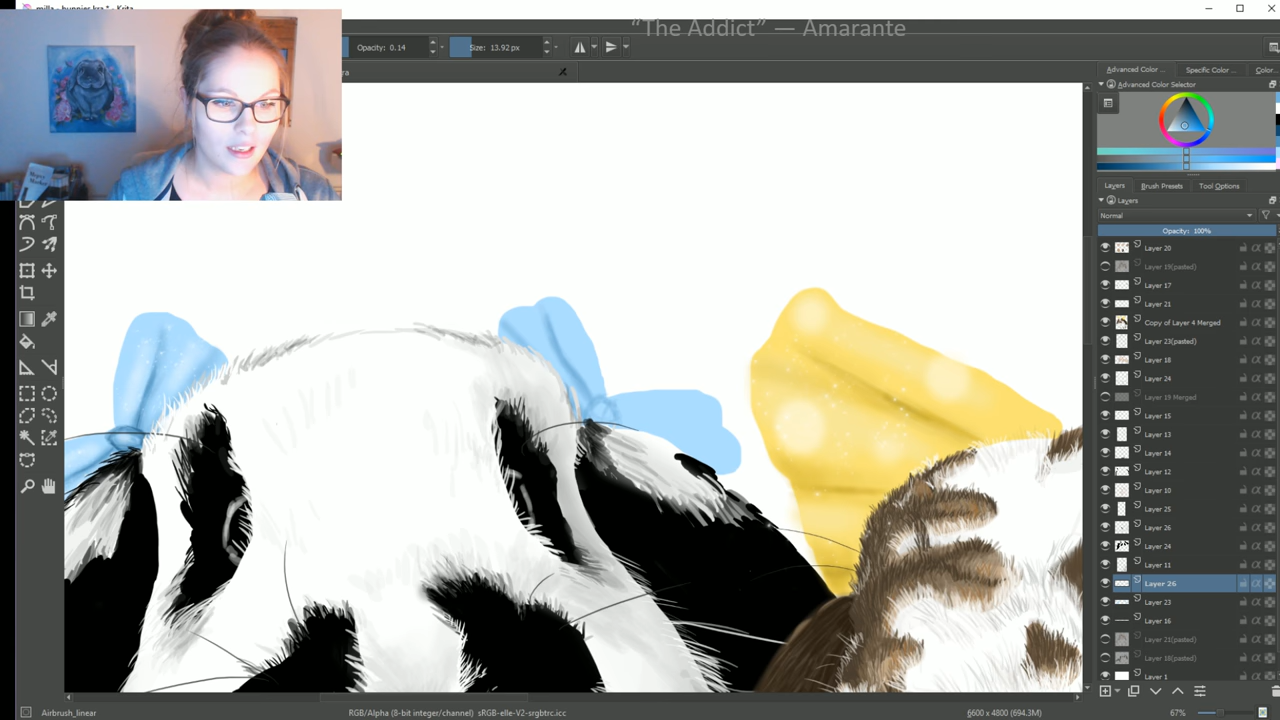 milla - bunnies.kra * - Krita
"The Addict" — Amarante
Opacity: 0.14
Size: 13.92 px
Advanced Color ...
Specific Color ...
Color...
Advanced Color Selector
Layers
Brush Presets
Tool Options
Layers
Normal
Opacity: 100%
Layer 20
Layer 19(pasted)
Layer 17
Layer 21
Copy of Layer 4 Merged
Layer 23(pasted)
Layer 18
Layer 24
Layer 19 Merged
Layer 15
Layer 13
Layer 14
Layer 12
Layer 10
Layer 25
Layer 26
Layer 24
Layer 11
Layer 26
Layer 23
Layer 16
Layer 21(pasted)
Layer 18(pasted)
Layer 1
Airbrush_linear
RGB/Alpha (8-bit integer/channel) sRGB-elle-V2-srgbtrc.icc
6600 x 4800 (694.3M)
67%